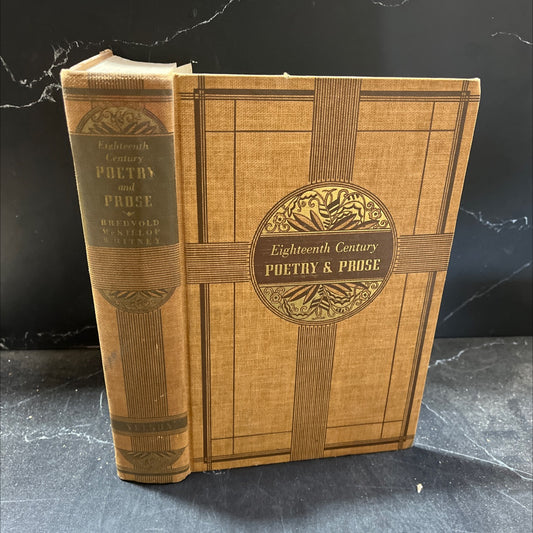 Eighteenth
Century
POETRY
and
PROSE
BREDVOLD
McKILLOP
WHITNEY
NELSON
Eighteenth Century
POETRY & PROSE